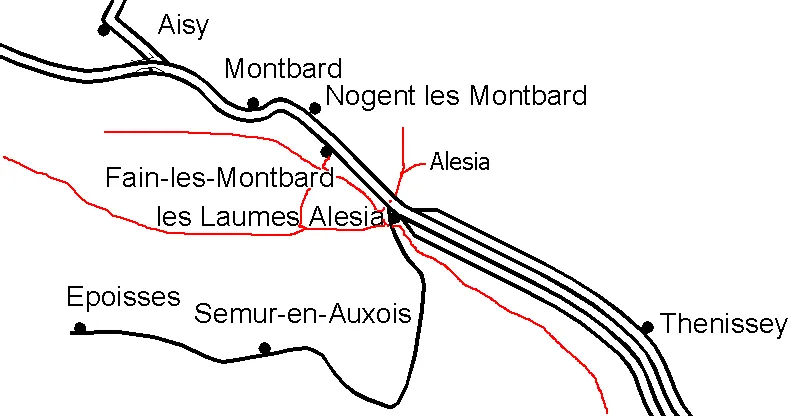 Aisy
Montbard
Nogent les Montbard
Alesia
Fain-les-Montbard
les Laumes Alesia
Epoisses
Semur-en-Auxois
Thenissey